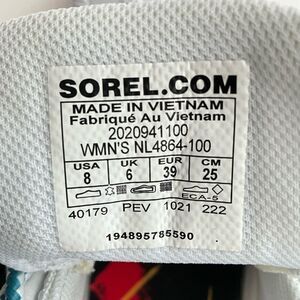 SOREL.COM
MADE IN VIETNAM
Fabriqué Au Vietnam
2020941100
WMN'S NL4864-100
USA UK EUR CM
8 6 39 25
ECA-5
40179 PEV 1021 222
194895785590